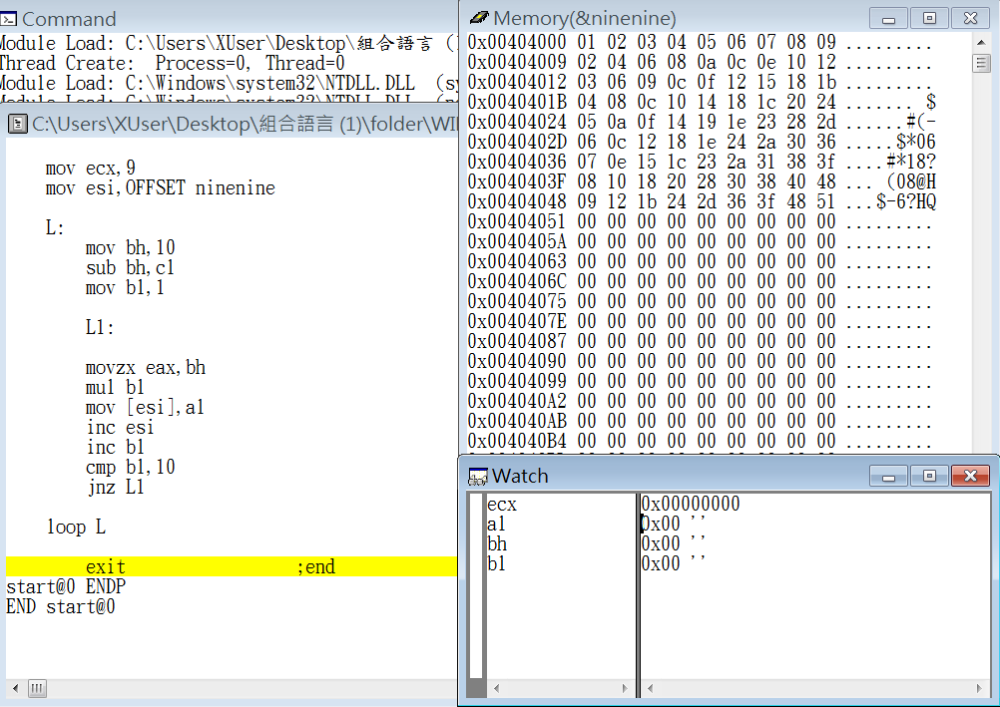 Command
Module Load: C:\Users\XUser\Desktop\組合語言 (
Thread Create:  Process=0, Thread=0
Module Load: C:\Windows\system32\NTDLL.DLL  (sy
C:\Users\XUser\Desktop\組合語言 (1)\folder\WI
mov ecx,9
mov esi,OFFSET ninenine
L:
mov bh,10
sub bh,cl
mov bl,1
L1:
movzx eax,bh
mul bl
mov [esi],al
inc esi
inc bl
cmp bl,10
jnz L1
loop L
exit ;end
start@0 ENDP
END start@0
Memory(&ninenine)
0x00404000 01 02 03 04 05 06 07 08 09 .........
0x00404009 02 04 06 08 0a 0c 0e 10 12 .........
0x00404012 03 06 09 0c 0f 12 15 18 1b .........
0x0040401B 04 08 0c 10 14 18 1c 20 24 ....... $
0x00404024 05 0a 0f 14 19 1e 23 28 2d ......#(-
0x0040402D 06 0c 12 18 1e 24 2a 30 36 .....$*06
0x00404036 07 0e 15 1c 23 2a 31 38 3f ....#*18?
0x0040403F 08 10 18 20 28 30 38 40 48 ... (08@H
0x00404048 09 12 1b 24 2d 36 3f 48 51 ...$-6?HQ
0x00404051 00 00 00 00 00 00 00 00 00 .........
0x0040405A 00 00 00 00 00 00 00 00 00 .........
0x00404063 00 00 00 00 00 00 00 00 00 .........
0x0040406C 00 00 00 00 00 00 00 00 00 .........
0x00404075 00 00 00 00 00 00 00 00 00 .........
0x0040407E 00 00 00 00 00 00 00 00 00 .........
0x00404087 00 00 00 00 00 00 00 00 00 .........
0x00404090 00 00 00 00 00 00 00 00 00 .........
0x00404099 00 00 00 00 00 00 00 00 00 .........
0x004040A2 00 00 00 00 00 00 00 00 00 .........
0x004040AB 00 00 00 00 00 00 00 00 00 .........
0x004040B4 00 00 00 00 00 00 00 00 00 .........
Watch
ecx 0x00000000
al 0x00 ''
bh 0x00 ''
bl 0x00 ''